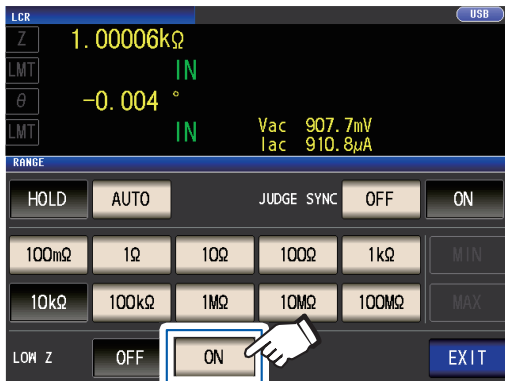 LCR USB
Z 1.00006kΩ
LMT IN
θ -0.004 °
LMT IN Vac 907.7mV
Iac 910.8μA
RANGE
HOLD AUTO JUDGE SYNC OFF ON
100mΩ 1Ω 10Ω 100Ω 1kΩ MIN
10kΩ 100kΩ 1MΩ 10MΩ 100MΩ MAX
LOW Z OFF ON EXIT